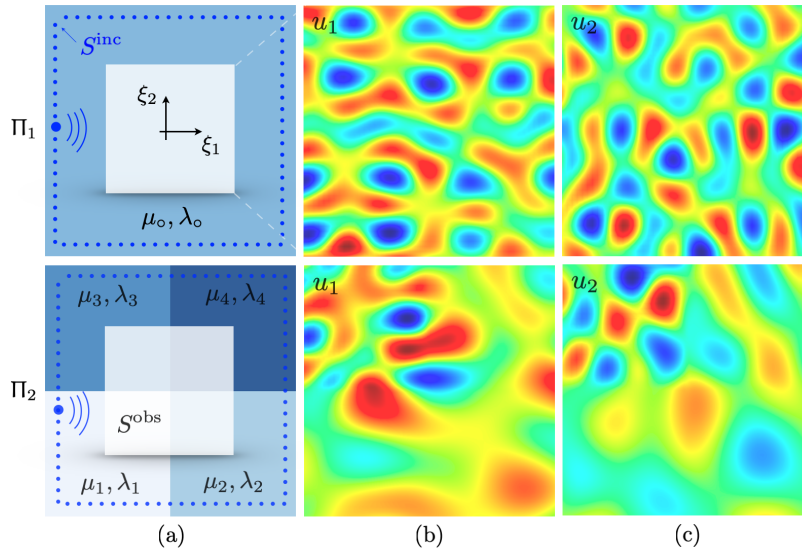 S^inc
u₁
u₂
ξ₂
Π₁
ξ₁
μ∘, λ∘
μ₃, λ₃
μ₄, λ₄
u₁
u₂
Π₂
S^obs
μ₁, λ₁
μ₂, λ₂
(a)
(b)
(c)